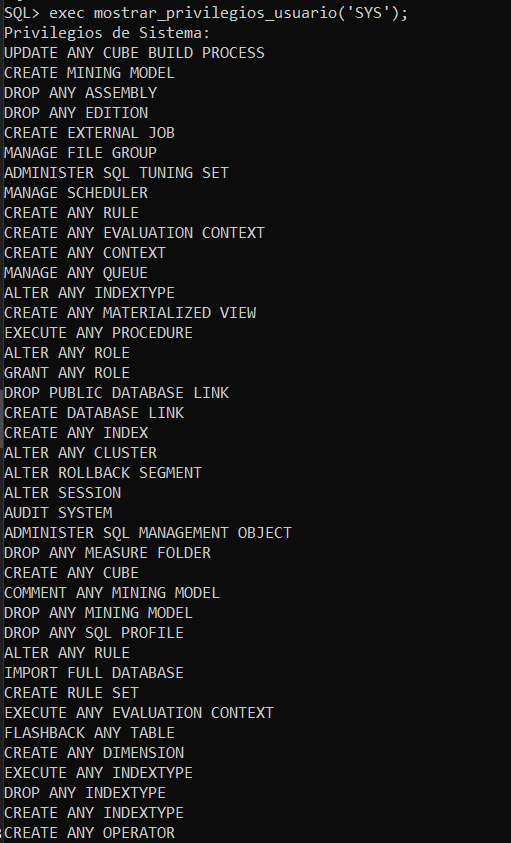 SQL> exec mostrar_privilegios_usuario('SYS');
Privilegios de Sistema:
UPDATE ANY CUBE BUILD PROCESS
CREATE MINING MODEL
DROP ANY ASSEMBLY
DROP ANY EDITION
CREATE EXTERNAL JOB
MANAGE FILE GROUP
ADMINISTER SQL TUNING SET
MANAGE SCHEDULER
CREATE ANY RULE
CREATE ANY EVALUATION CONTEXT
CREATE ANY CONTEXT
MANAGE ANY QUEUE
ALTER ANY INDEXTYPE
CREATE ANY MATERIALIZED VIEW
EXECUTE ANY PROCEDURE
ALTER ANY ROLE
GRANT ANY ROLE
DROP PUBLIC DATABASE LINK
CREATE DATABASE LINK
CREATE ANY INDEX
ALTER ANY CLUSTER
ALTER ROLLBACK SEGMENT
ALTER SESSION
AUDIT SYSTEM
ADMINISTER SQL MANAGEMENT OBJECT
DROP ANY MEASURE FOLDER
CREATE ANY CUBE
COMMENT ANY MINING MODEL
DROP ANY MINING MODEL
DROP ANY SQL PROFILE
ALTER ANY RULE
IMPORT FULL DATABASE
CREATE RULE SET
EXECUTE ANY EVALUATION CONTEXT
FLASHBACK ANY TABLE
CREATE ANY DIMENSION
EXECUTE ANY INDEXTYPE
DROP ANY INDEXTYPE
CREATE ANY INDEXTYPE
CREATE ANY OPERATOR